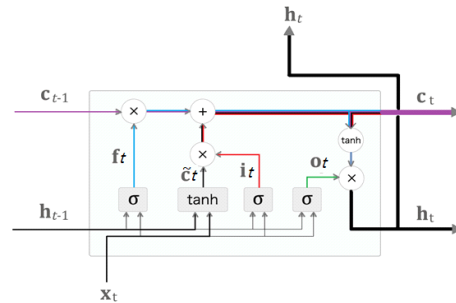 h_t
c_{t-1}
c_t
×
+
tanh
f_t
×
c̃_t
i_t
o_t
×
σ
tanh
σ
σ
h_{t-1}
h_t
x_t